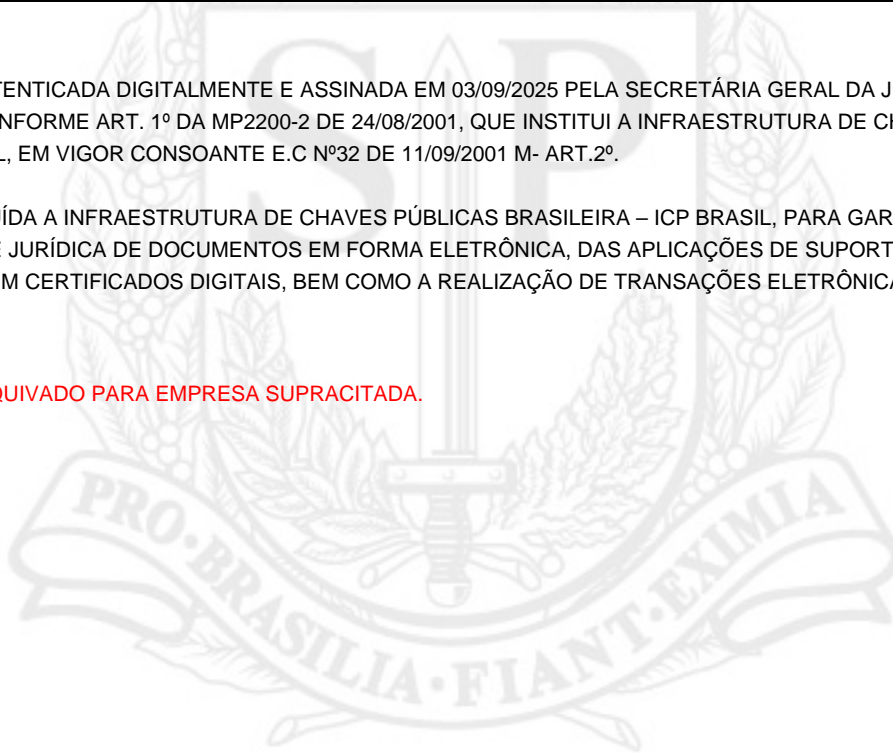 TENTICADA DIGITALMENTE E ASSINADA EM 03/09/2025 PELA SECRETÁRIA GERAL DA J
NFORME ART. 1º DA MP2200-2 DE 24/08/2001, QUE INSTITUI A INFRAESTRUTURA DE CH
L, EM VIGOR CONSOANTE E.C Nº32 DE 11/09/2001 M- ART.2º.
UÍDA A INFRAESTRUTURA DE CHAVES PÚBLICAS BRASILEIRA – ICP BRASIL, PARA GAR
E JURÍDICA DE DOCUMENTOS EM FORMA ELETRÔNICA, DAS APLICAÇÕES DE SUPORT
M CERTIFICADOS DIGITAIS, BEM COMO A REALIZAÇÃO DE TRANSAÇÕES ELETRÔNICA
QUIVADO PARA EMPRESA SUPRACITADA.
SP
PRO·BRASILIA·FIANT·EXIMIA